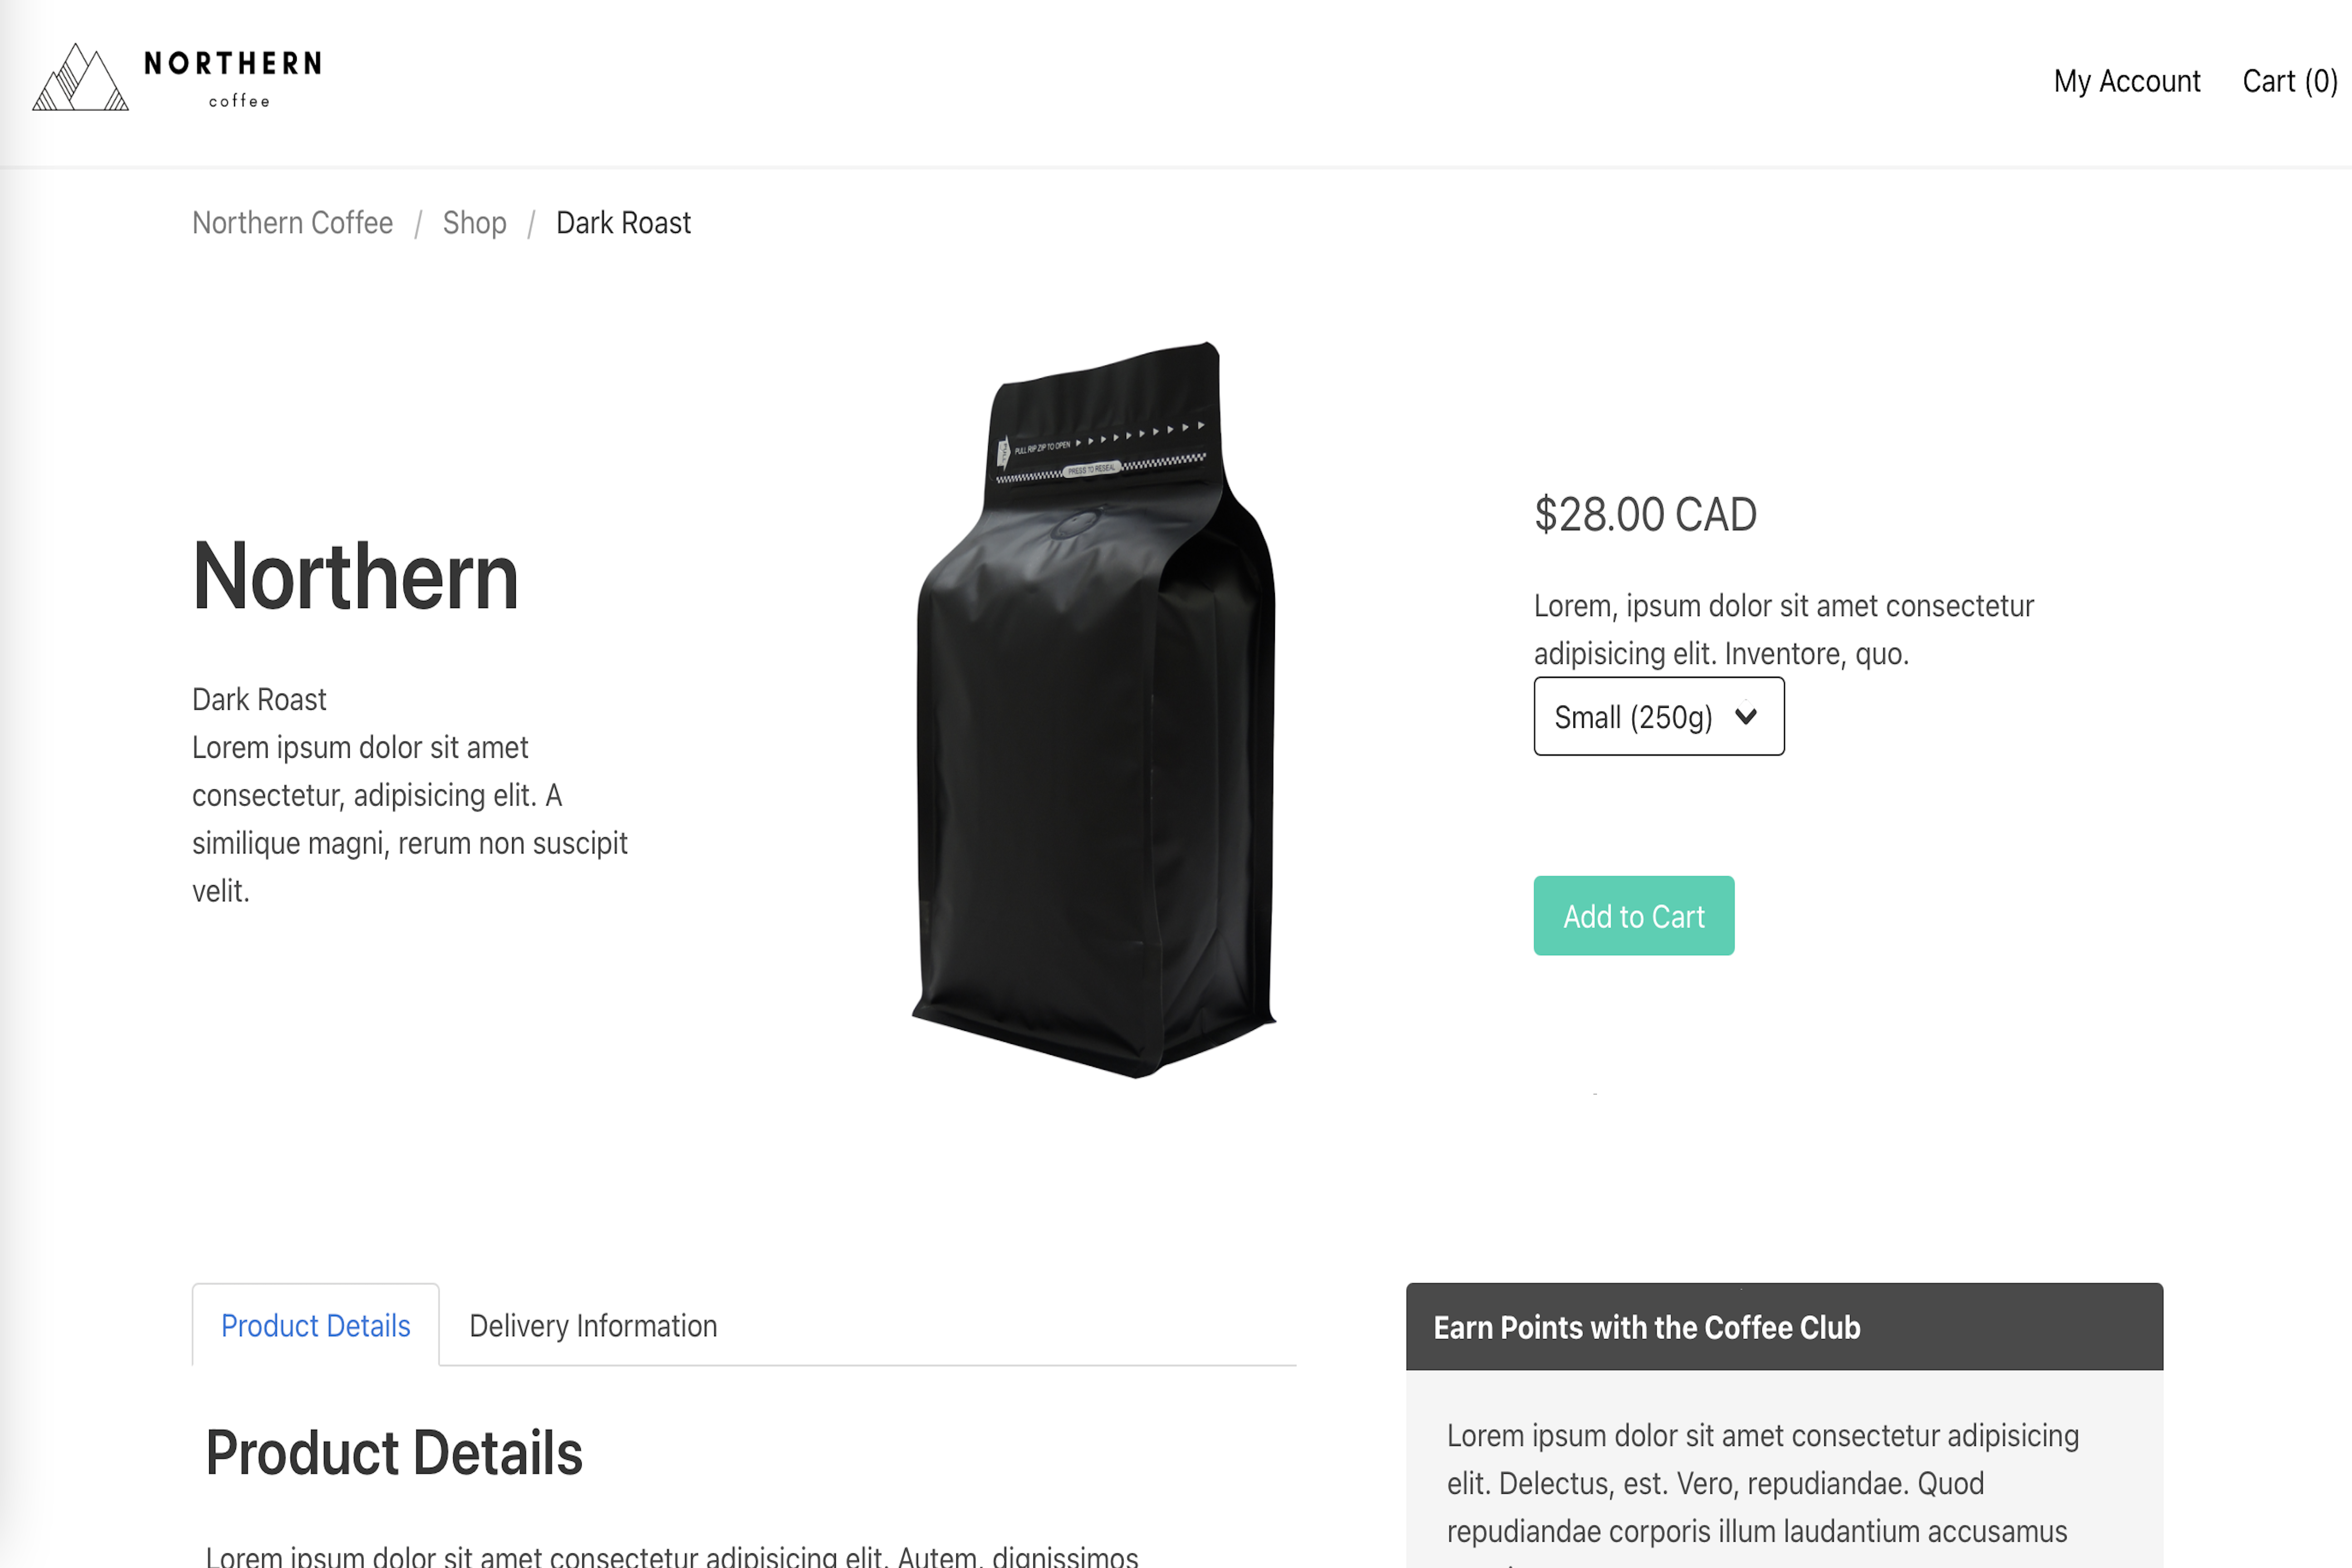 NORTHERN
coffee
My Account Cart (0)
Northern Coffee / Shop / Dark Roast
PULL
PULL RIP ZIP TO OPEN
PRESS TO RESEAL
Northern
Dark Roast
Lorem ipsum dolor sit amet
consectetur, adipisicing elit. A
similique magni, rerum non suscipit
velit.
$28.00 CAD
Lorem, ipsum dolor sit amet consectetur
adipisicing elit. Inventore, quo.
Small (250g)
Add to Cart
Product Details Delivery Information
Product Details
Lorem ipsum dolor sit amet consectetur adipisicing elit. Autem, dignissimos
Earn Points with the Coffee Club
Lorem ipsum dolor sit amet consectetur adipisicing
elit. Delectus, est. Vero, repudiandae. Quod
repudiandae corporis illum laudantium accusamus